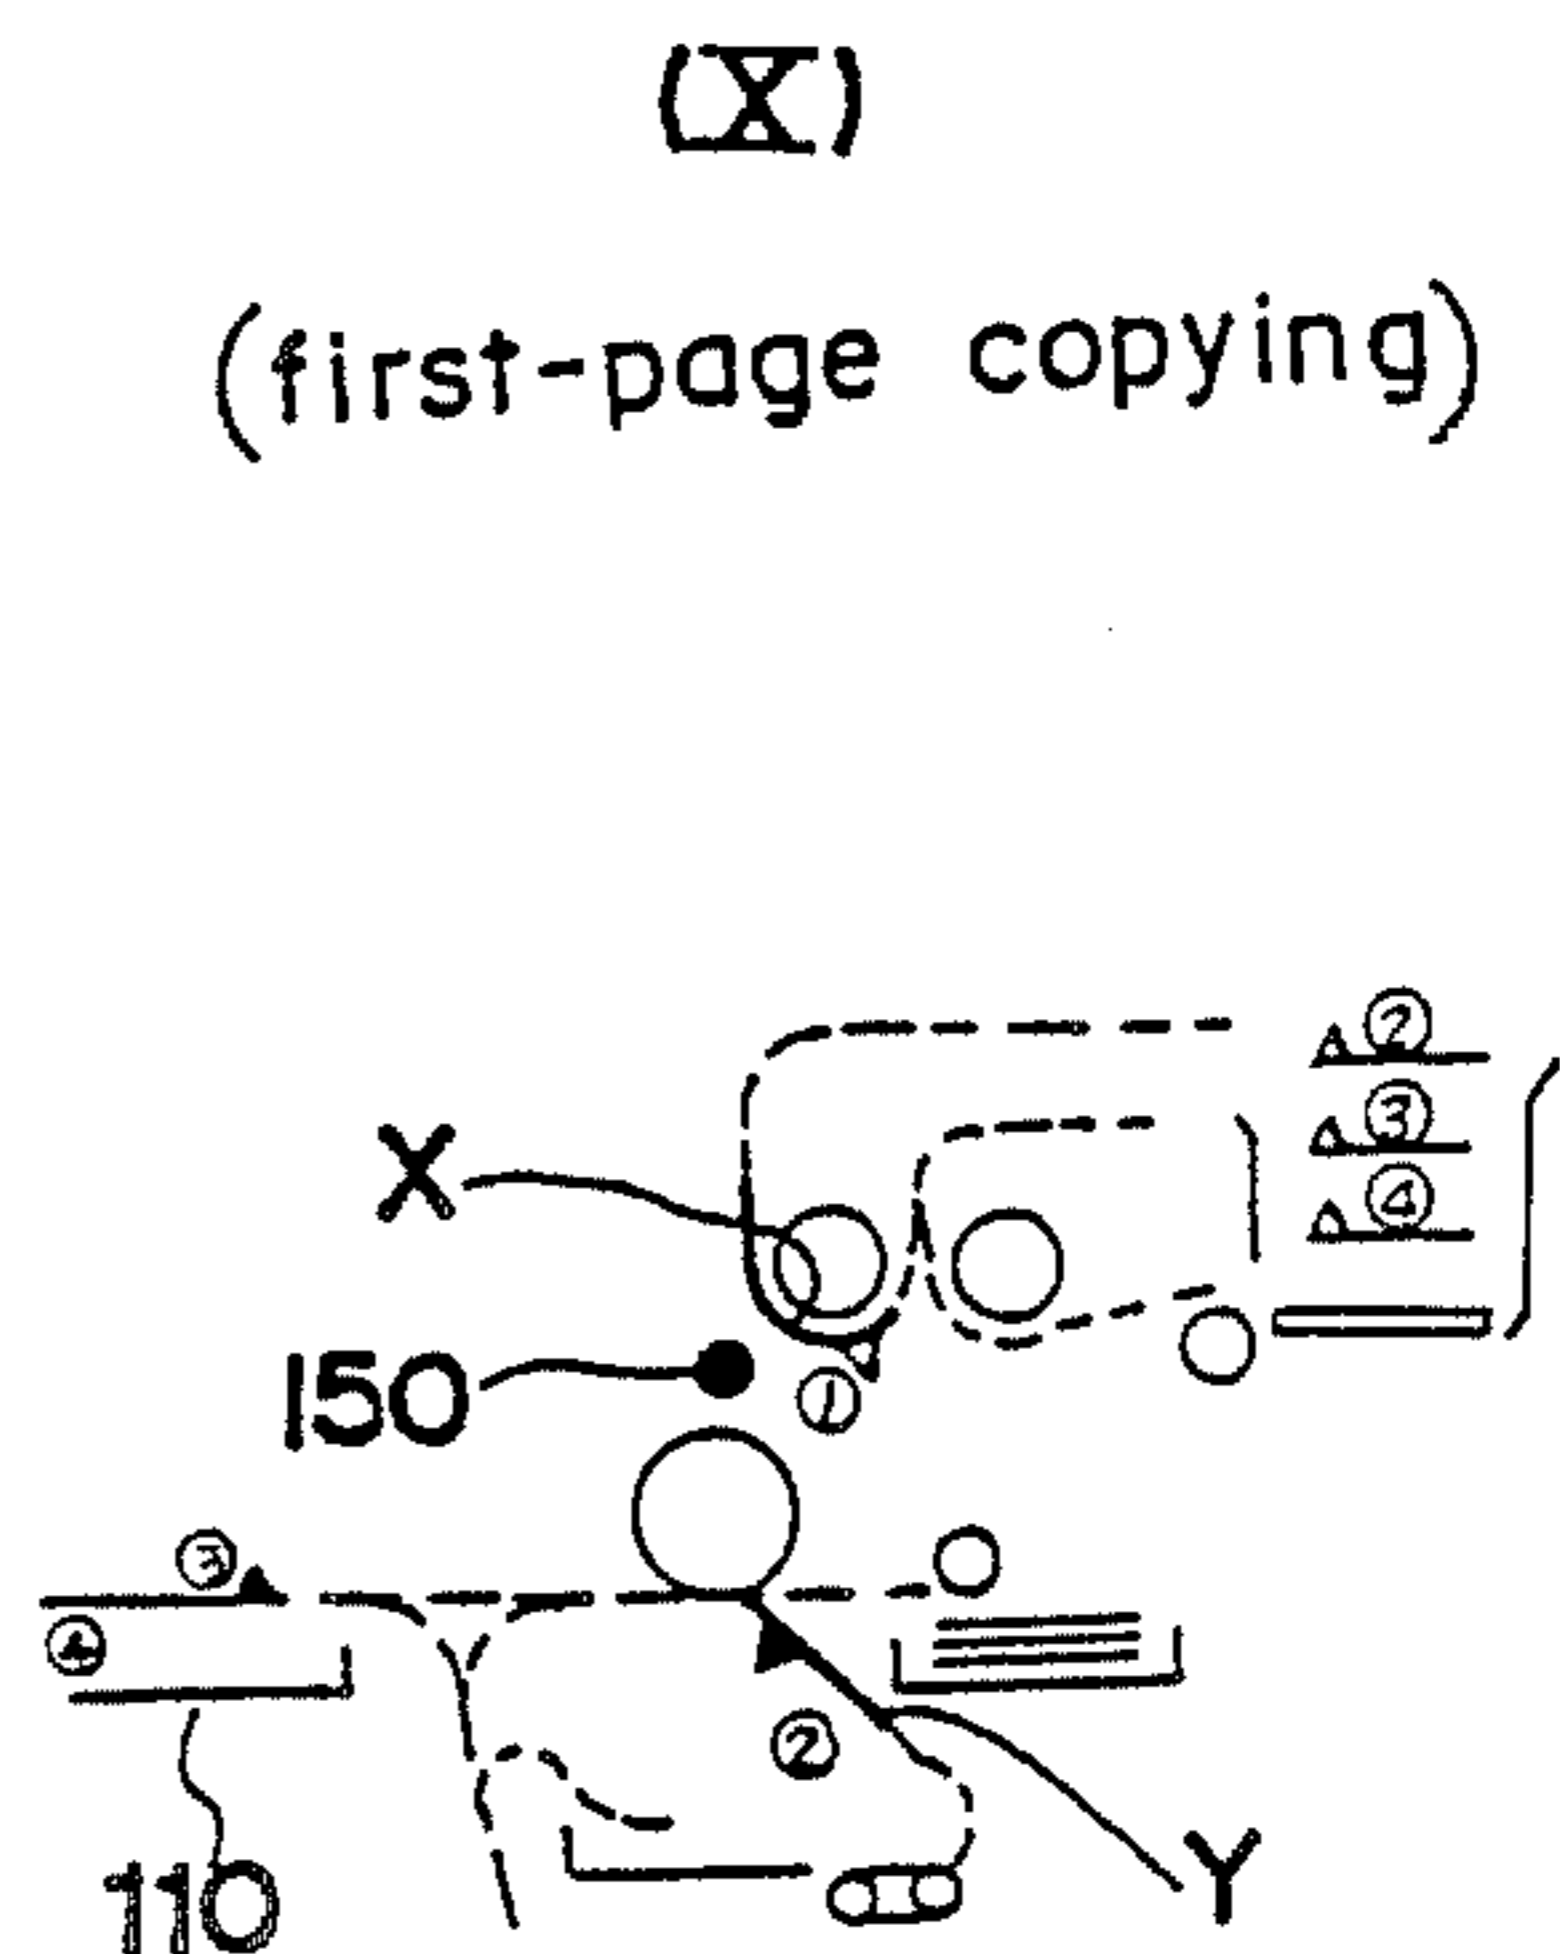 (X)
(first-page copying)
②
X
③
④
150
①
③
④
②
110
Y